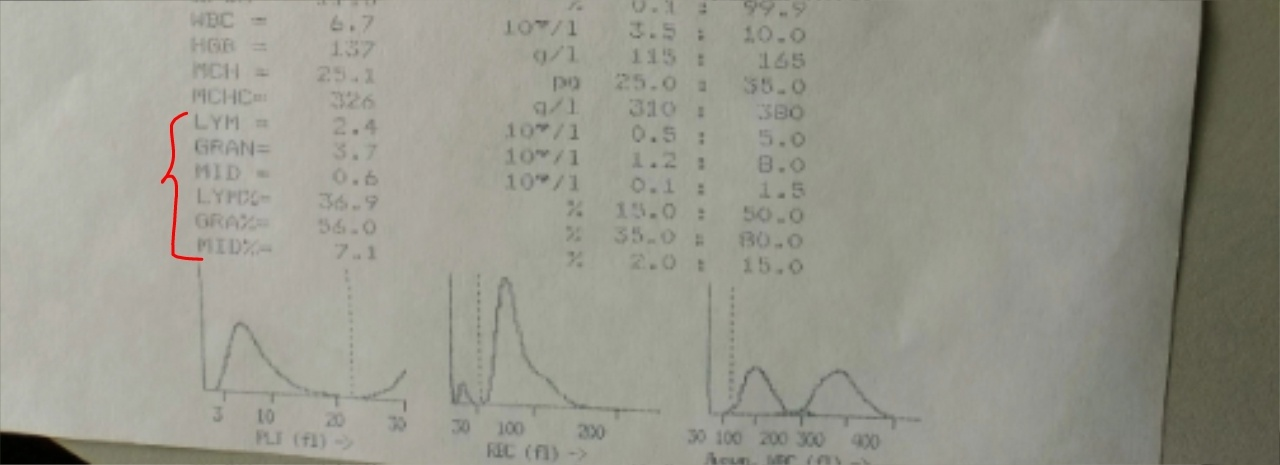 % 0.1 : 99.9
WBC = 6.7 10⁹/l 3.5 : 10.0
HGB = 137 g/l 115 : 165
MCH = 25.1 pg 25.0 : 35.0
MCHC= 326 g/l 310 : 380
LYM = 2.4 10⁹/l 0.5 : 5.0
GRAN= 3.7 10⁹/l 1.2 : 8.0
MID = 0.6 10⁹/l 0.1 : 1.5
LYM%= 36.9 % 15.0 : 50.0
GRA%= 56.0 % 35.0 : 80.0
MID%= 7.1 % 2.0 : 15.0
3 10 20 30
PLT (fl) ->
30 100 200
RBC (fl) ->
30 100 200 300 400
WBC (fl) ->